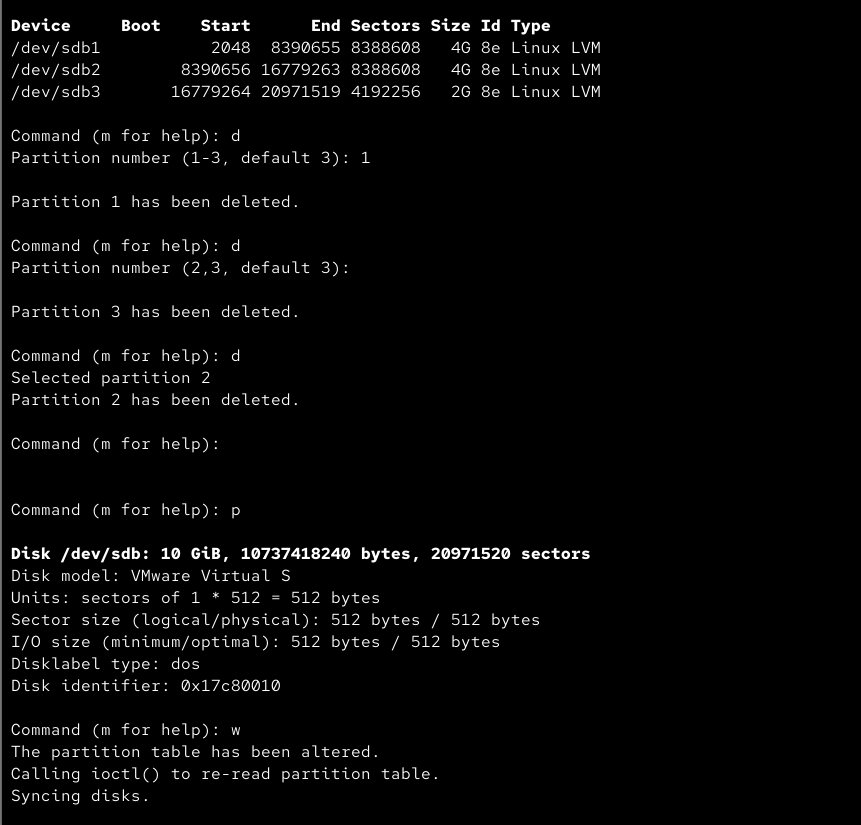 Device     Boot    Start      End Sectors Size Id Type
/dev/sdb1           2048  8390655 8388608   4G 8e Linux LVM
/dev/sdb2        8390656 16779263 8388608   4G 8e Linux LVM
/dev/sdb3       16779264 20971519 4192256   2G 8e Linux LVM
Command (m for help): d
Partition number (1-3, default 3): 1
Partition 1 has been deleted.
Command (m for help): d
Partition number (2,3, default 3):
Partition 3 has been deleted.
Command (m for help): d
Selected partition 2
Partition 2 has been deleted.
Command (m for help):
Command (m for help): p
Disk /dev/sdb: 10 GiB, 10737418240 bytes, 20971520 sectors
Disk model: VMware Virtual S
Units: sectors of 1 * 512 = 512 bytes
Sector size (logical/physical): 512 bytes / 512 bytes
I/O size (minimum/optimal): 512 bytes / 512 bytes
Disklabel type: dos
Disk identifier: 0x17c80010
Command (m for help): w
The partition table has been altered.
Calling ioctl() to re-read partition table.
Syncing disks.